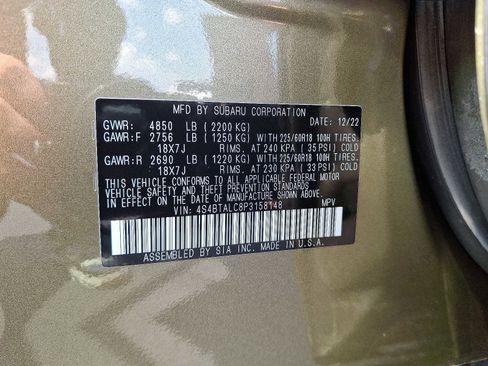 MFD BY SUBARU CORPORATION
GVWR: 4850 LB (2200 KG) DATE: 12/22
GAWR:F 2756 LB (1250 KG) WITH 225/60R18 100H TIRES,
18X7J RIMS, AT 240 KPA (35 PSI) COLD
GAWR:R 2690 LB (1220 KG) WITH 225/60R18 100H TIRES,
18X7J RIMS, AT 230 KPA (33 PSI) COLD
THIS VEHICLE CONFORMS TO ALL APPLICABLE FEDERAL MOTOR
VEHICLE SAFETY AND THEFT PREVENTION STANDARDS
IN EFFECT ON THE DATE OF MANUFACTURE SHOWN ABOVE.
VIN: 4S4BTALC8P3158148 MPV
ASSEMBLED BY SIA INC. MADE IN U.S.A.